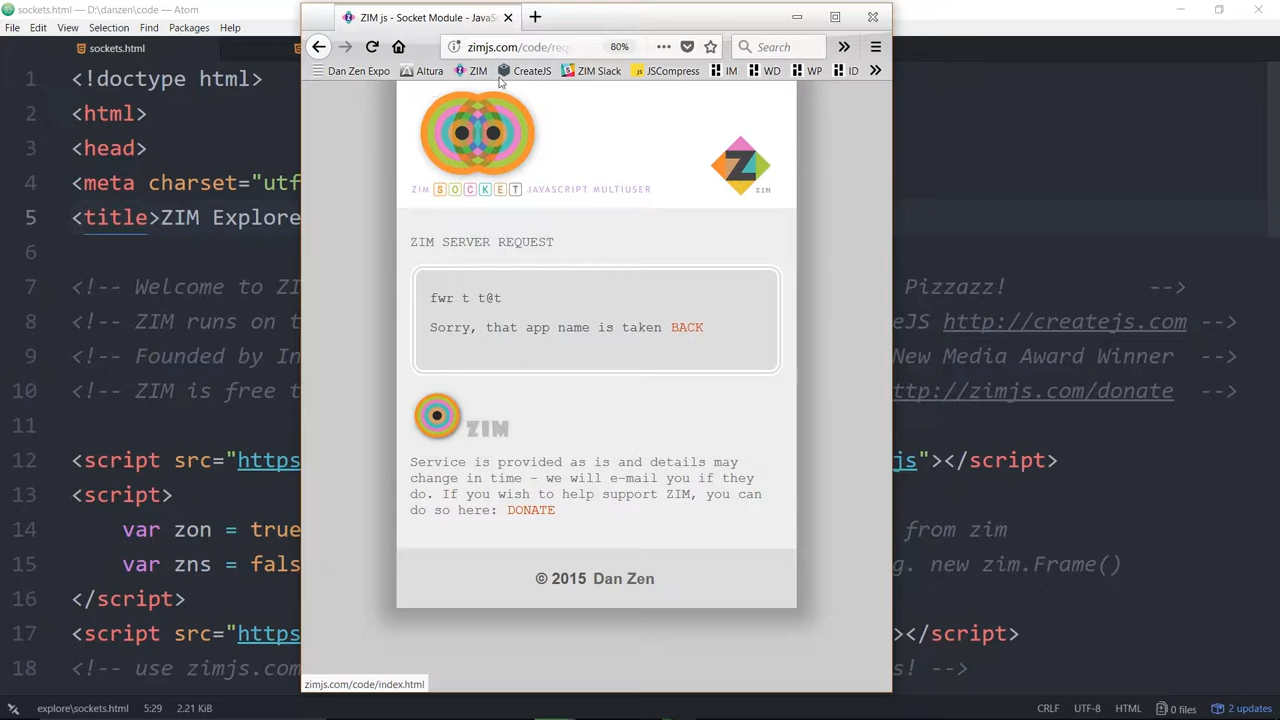 sockets.html — D:\danzen\code — Atom
File Edit Selection Find Packages Help
sockets.html
1 <!doctype html>
2 <html>
3 <head>
4 <meta charset="utf
5 <title>ZIM Explore
6
7 <!-- Welcome to ZI
8 <!-- ZIM runs on t
9 <!-- Founded by In
10 <!-- ZIM is free t
11
12 <script src="https
13 <script>
14 var zon = true
15 var zns = fals
16 </script>
17 <script src="https
18 <!-- use zimjs.com
ZIM js - Socket Module - JavaSc
zimjs.com/code/req
80%
Search
Dan Zen Expo Altura ZIM CreateJS ZIM Slack JSCompress IM WD WP ID
ZIM SOCKET JAVASCRIPT MULTIUSER
Z
ZIM
ZIM SERVER REQUEST
fwr t t@t
Sorry, that app name is taken BACK
ZIM
Service is provided as is and details may
change in time - we will e-mail you if they
do. If you wish to help support ZIM, you can
do so here: DONATE
© 2015 Dan Zen
zimjs.com/code/index.html
Pizzazz! -->
eJS http://createjs.com -->
New Media Award Winner -->
ttp://zimjs.com/donate -->
js"></script>
from zim
g. new zim.Frame()
></script>
s! -->
explore\sockets.html 5:29 2.21 KiB
CRLF UTF-8 HTML 0 files 2 updates